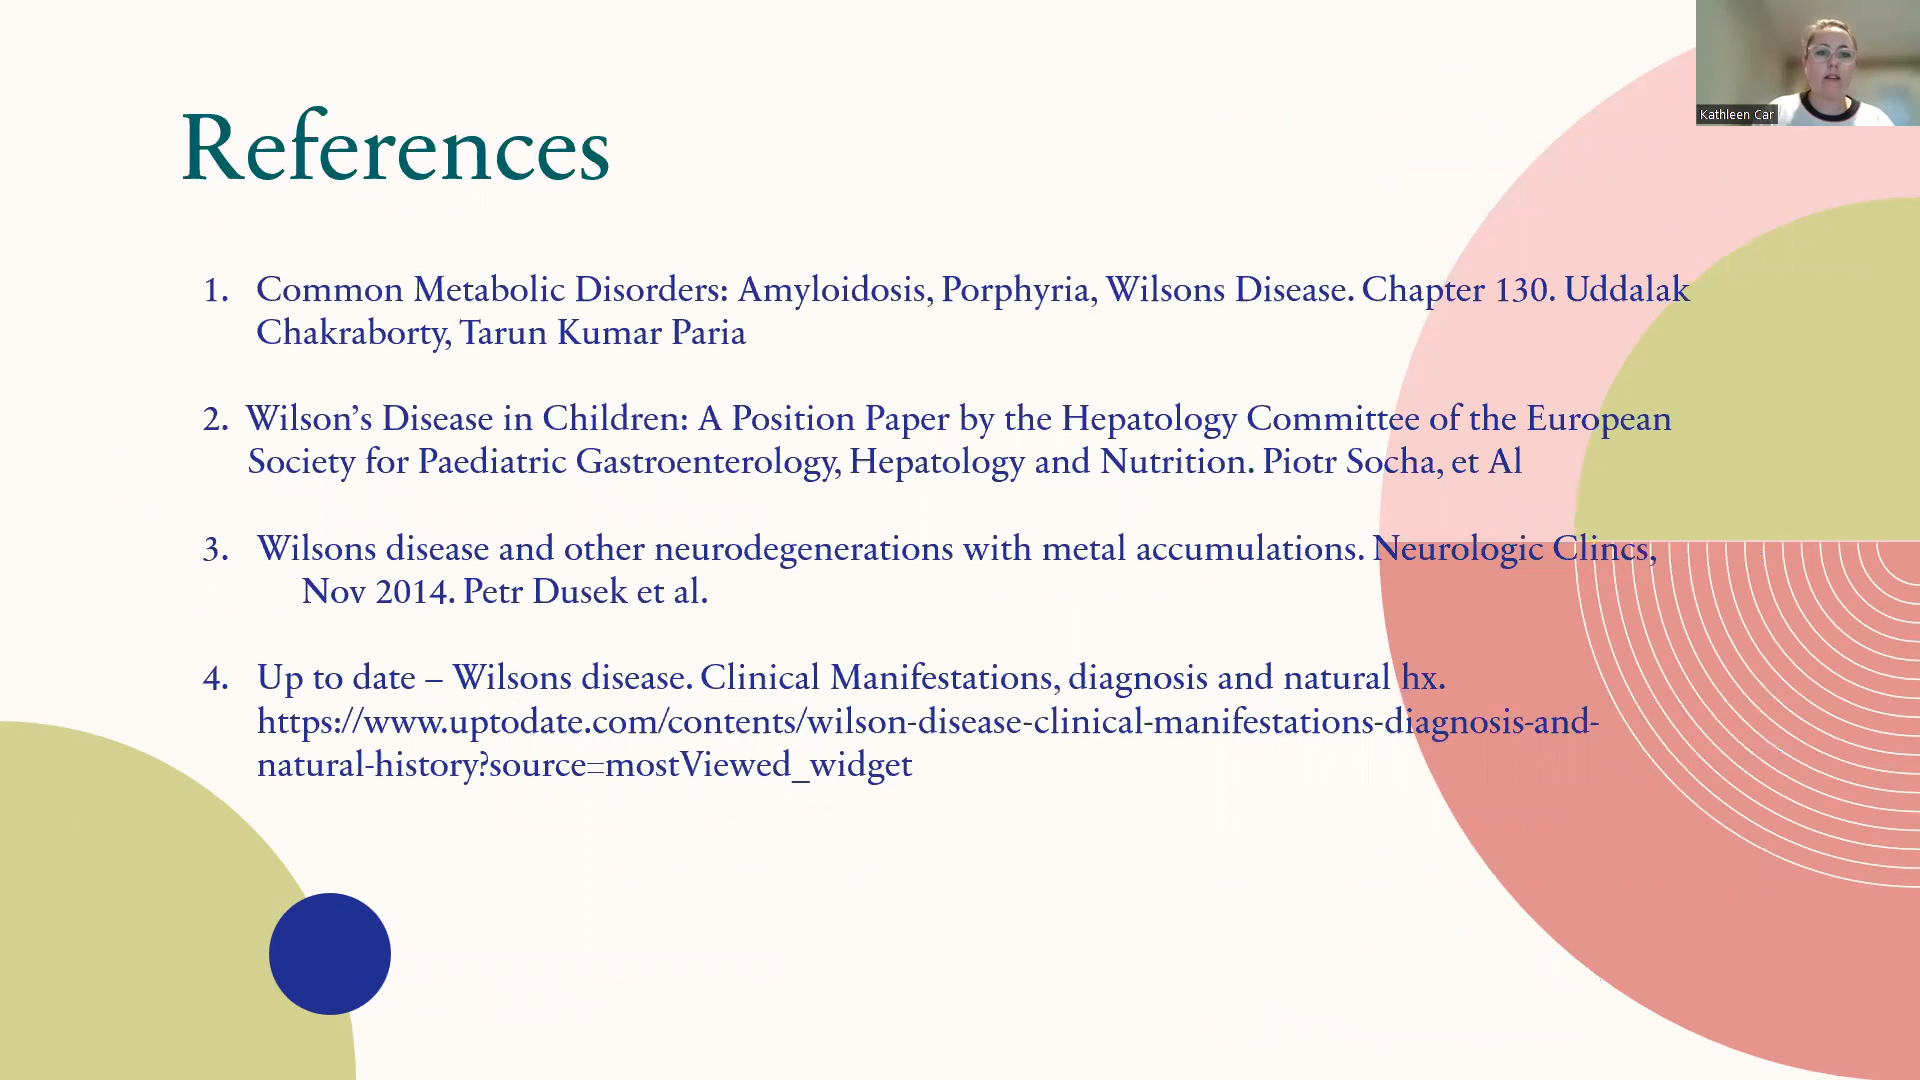 Kathleen Car
References
1. Common Metabolic Disorders: Amyloidosis, Porphyria, Wilsons Disease. Chapter 130. Uddalak
Chakraborty, Tarun Kumar Paria
2. Wilson’s Disease in Children: A Position Paper by the Hepatology Committee of the European
Society for Paediatric Gastroenterology, Hepatology and Nutrition. Piotr Socha, et Al
3. Wilsons disease and other neurodegenerations with metal accumulations. Neurologic Clincs,
Nov 2014. Petr Dusek et al.
4. Up to date – Wilsons disease. Clinical Manifestations, diagnosis and natural hx.
https://www.uptodate.com/contents/wilson-disease-clinical-manifestations-diagnosis-and-
natural-history?source=mostViewed_widget